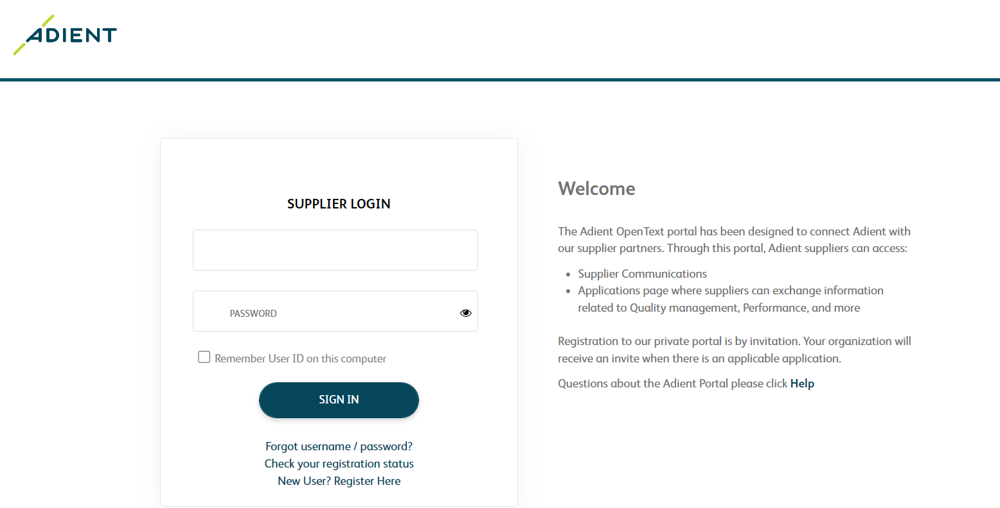 ADIENT
SUPPLIER LOGIN
PASSWORD
Remember User ID on this computer
SIGN IN
Forgot username / password?
Check your registration status
New User? Register Here
Welcome
The Adient OpenText portal has been designed to connect Adient with
our supplier partners. Through this portal, Adient suppliers can access:
Supplier Communications
Applications page where suppliers can exchange information
related to Quality management, Performance, and more
Registration to our private portal is by invitation. Your organization will
receive an invite when there is an applicable application.
Questions about the Adient Portal please click Help